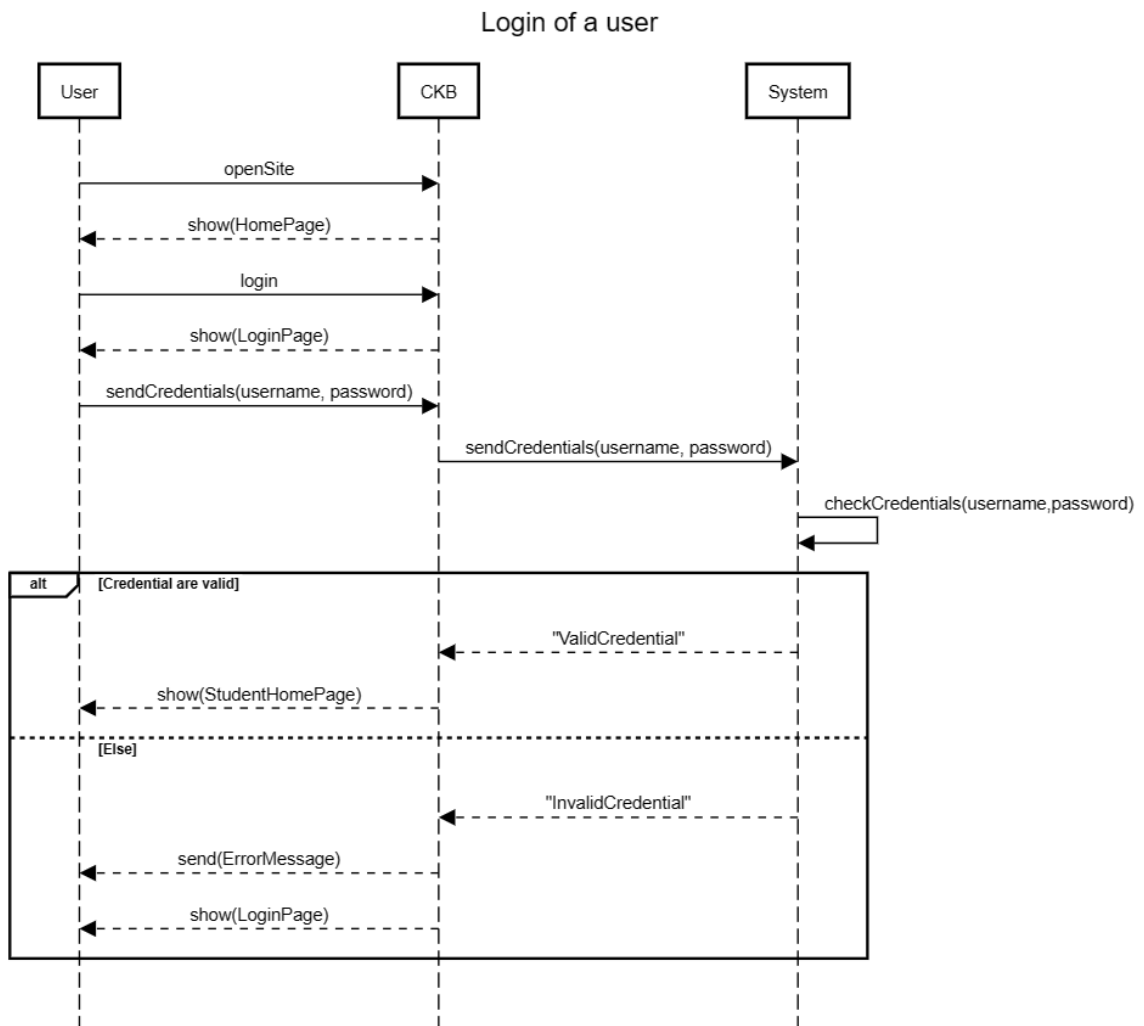 Login of a user
User
CKB
System
openSite
show(HomePage)
login
show(LoginPage)
sendCredentials(username, password)
sendCredentials(username, password)
checkCredentials(username,password)
alt
[Credential are valid]
"ValidCredential"
show(StudentHomePage)
[Else]
"InvalidCredential"
send(ErrorMessage)
show(LoginPage)